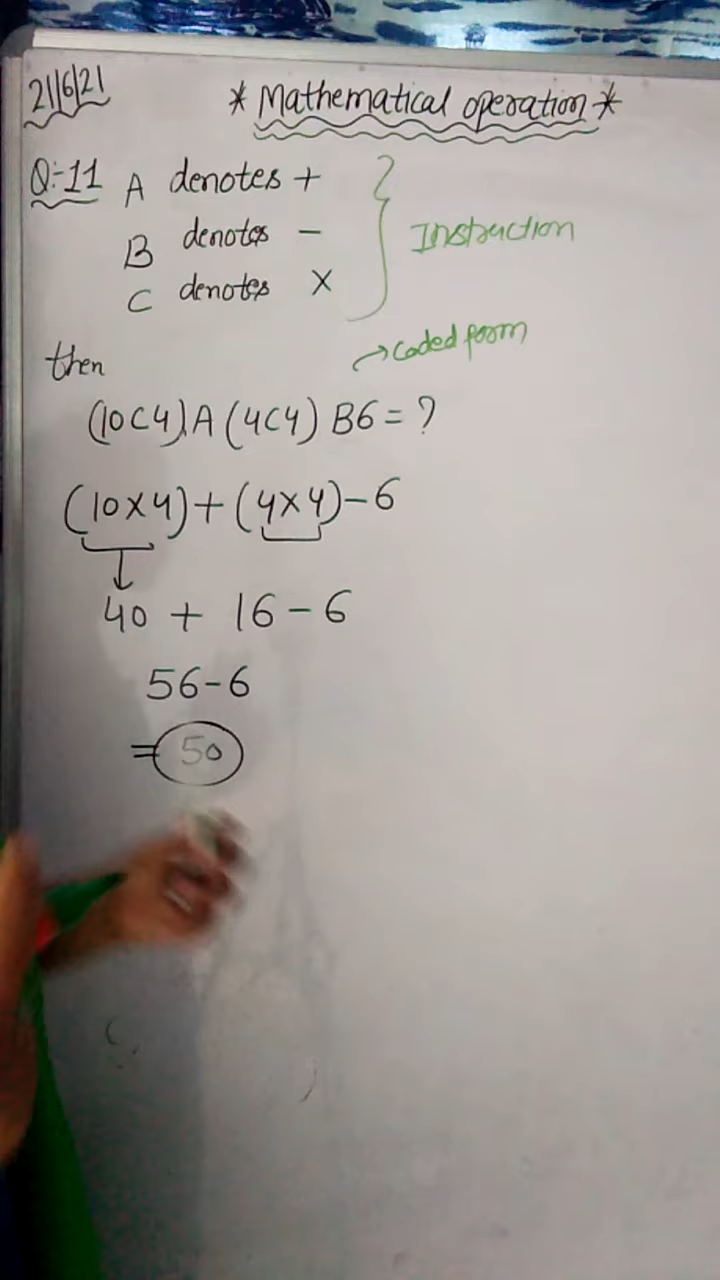 21/6/21
* Mathematical operation *
Q:-11 A denotes +
B denotes -
C denotes ×
Instruction
then
→ Coded form
(10C4) A (4C4) B6 = ?
(10×4)+(4×4)-6
40 + 16 - 6
56-6
= 50